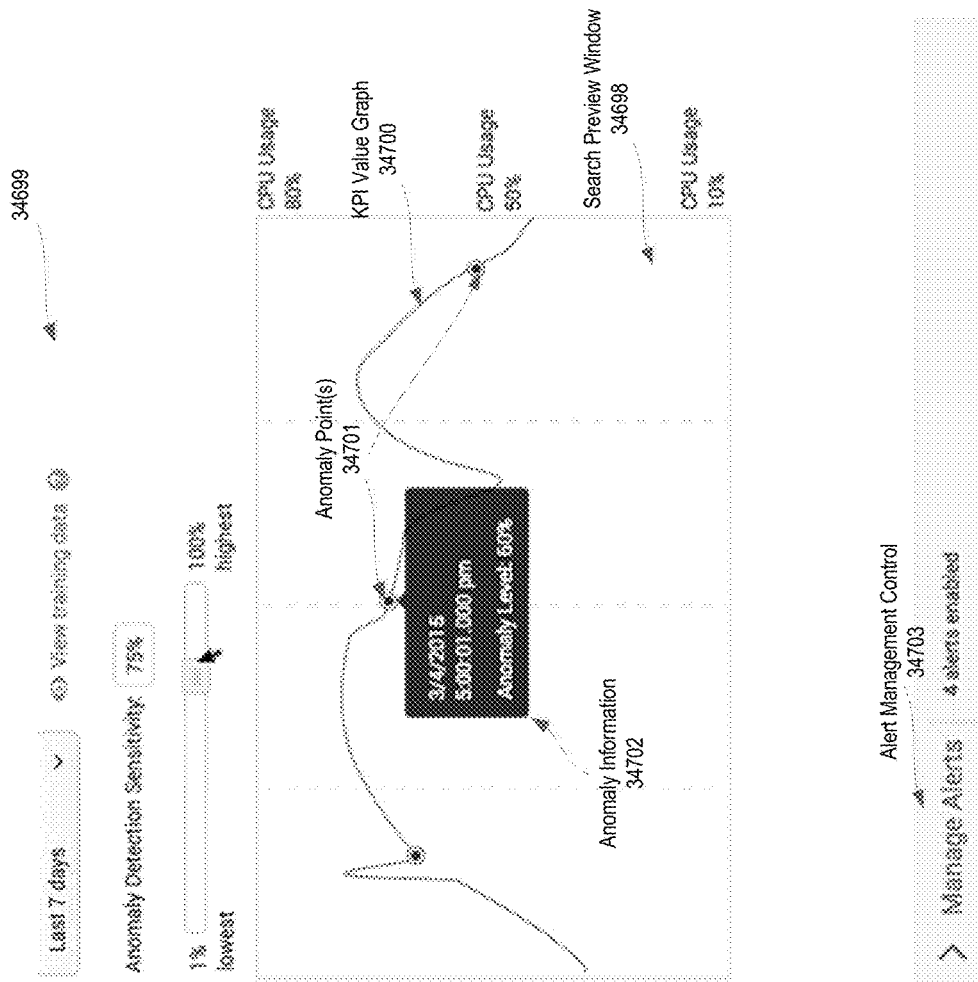 34699
Last 7 days
View training data
Anomaly Detection Sensitivity: 75%
1%
lowest
100%
highest
CPU Usage
80%
KPI Value Graph
34700
Anomaly Point(s)
34701
CPU Usage
50%
3/4/2015
5:00:01.000 pm
Anomaly Level: 60%
Search Preview Window
34698
Anomaly Information
34702
CPU Usage
10%
Alert Management Control
34703
Manage Alerts
4 alerts enabled